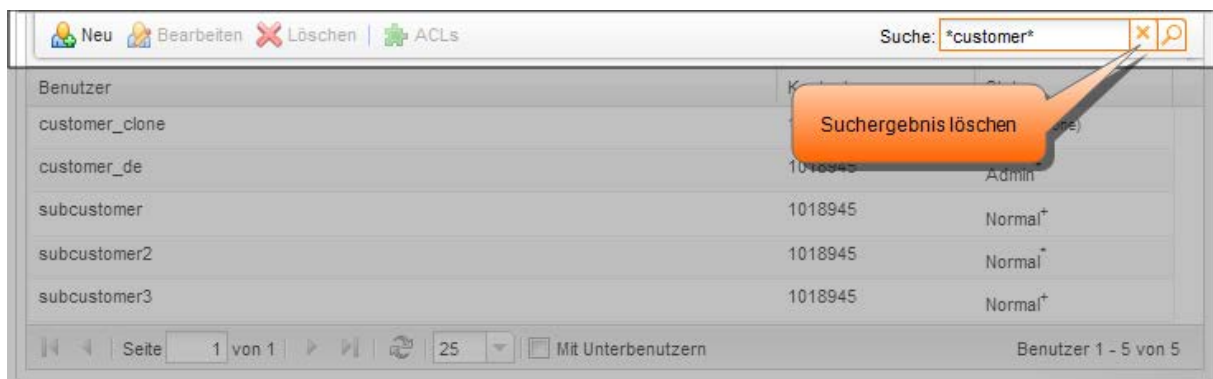 Neu Bearbeiten Löschen ACLs Suche: *customer*
Benutzer
Suchergebnis löschen
customer_clone
customer_de 1018945 Admin*
subcustomer 1018945 Normal+
subcustomer2 1018945 Normal*
subcustomer3 1018945 Normal+
Seite 1 von 1 25 Mit Unterbenutzern Benutzer 1 - 5 von 5